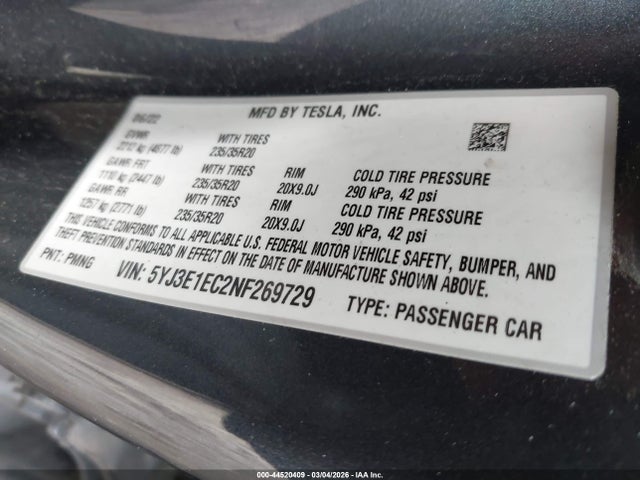 06/22 MFD BY TESLA, INC.
GVWR WITH TIRES
2212 kg (4877 lb) 235/35R20
GAWR FRT WITH TIRES RIM COLD TIRE PRESSURE
1110 kg (2447 lb) 235/35R20 20X9.0J 290 kPa, 42 psi
GAWR RR WITH TIRES RIM COLD TIRE PRESSURE
1257 kg (2771 lb) 235/35R20 20X9.0J 290 kPa, 42 psi
THIS VEHICLE CONFORMS TO ALL APPLICABLE U.S. FEDERAL MOTOR VEHICLE SAFETY, BUMPER, AND
THEFT PREVENTION STANDARDS IN EFFECT ON THE DATE OF MANUFACTURE SHOWN ABOVE.
PNT: PMNG VIN: 5YJ3E1EC2NF269729 TYPE: PASSENGER CAR
000-44520409 - 03/04/2026 - IAA Inc.